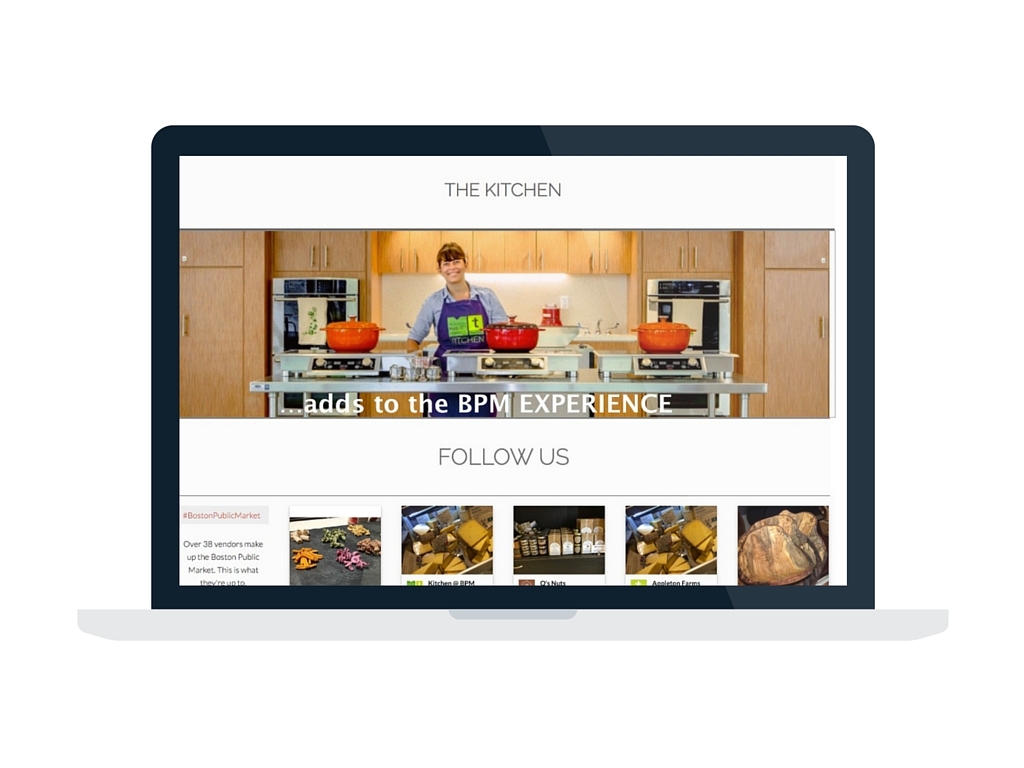 THE KITCHEN
KITCHEN
...adds to the BPM EXPERIENCE
FOLLOW US
#BostonPublicMarket
Over 38 vendors make
up the Boston Public
Market. This is what
they're up to.
Kitchen @ BPM
Q's Nuts
Appleton Farms